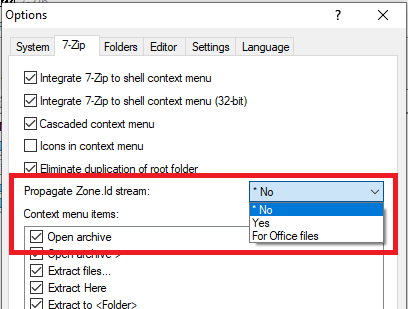 Options
System 7-Zip Folders Editor Settings Language
Integrate 7-Zip to shell context menu
Integrate 7-Zip to shell context menu (32-bit)
Cascaded context menu
Icons in context menu
Eliminate duplication of root folder
Propagate Zone.Id stream: * No
* No
Yes
For Office files
Context menu items:
Open archive
Open archive >
Extract files...
Extract Here
Extract to <Folder>